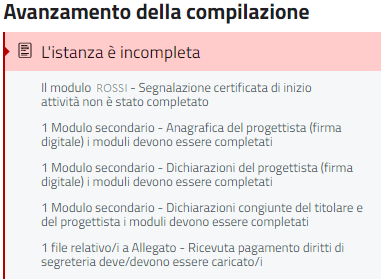 Avanzamento della compilazione
L'istanza è incompleta
Il modulo ROSSI - Segnalazione certificata di inizio
attività non è stato completato
1 Modulo secondario - Anagrafica del progettista (firma
digitale) i moduli devono essere completati
1 Modulo secondario - Dichiarazioni del progettista (firma
digitale) i moduli devono essere completati
1 Modulo secondario - Dichiarazioni congiunte del titolare e
del progettista i moduli devono essere completati
1 file relativo/i a Allegato - Ricevuta pagamento diritti di
segreteria deve/devono essere caricato/i